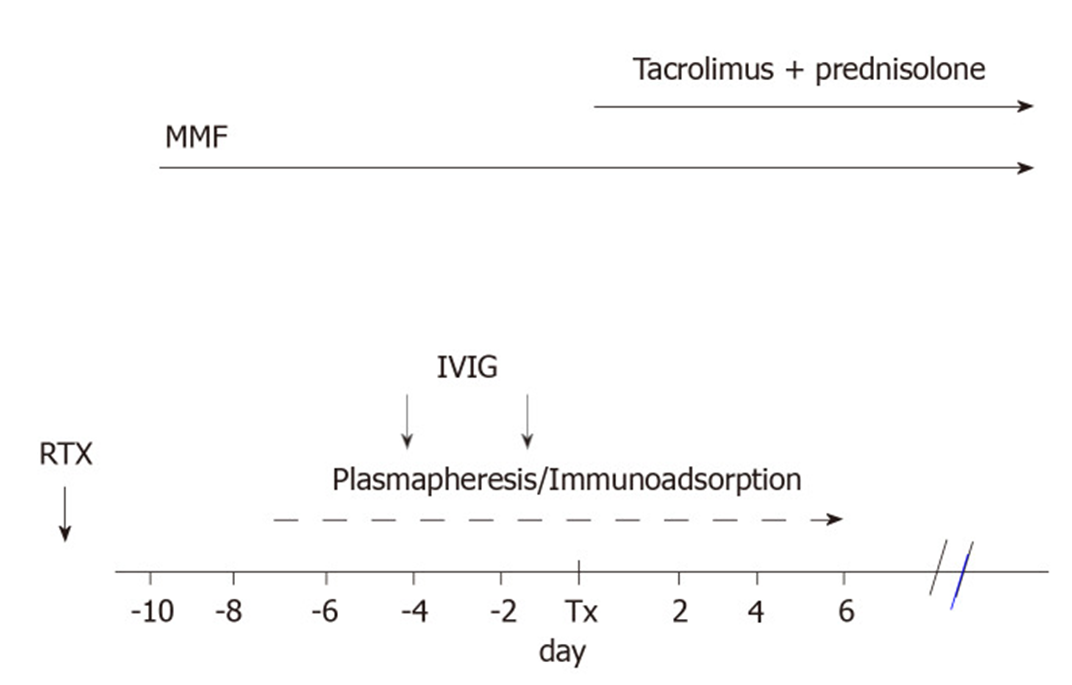 Tacrolimus + prednisolone
MMF
IVIG
RTX
Plasmapheresis/Immunoadsorption
-10 -8 -6 -4 -2 Tx 2 4 6
day